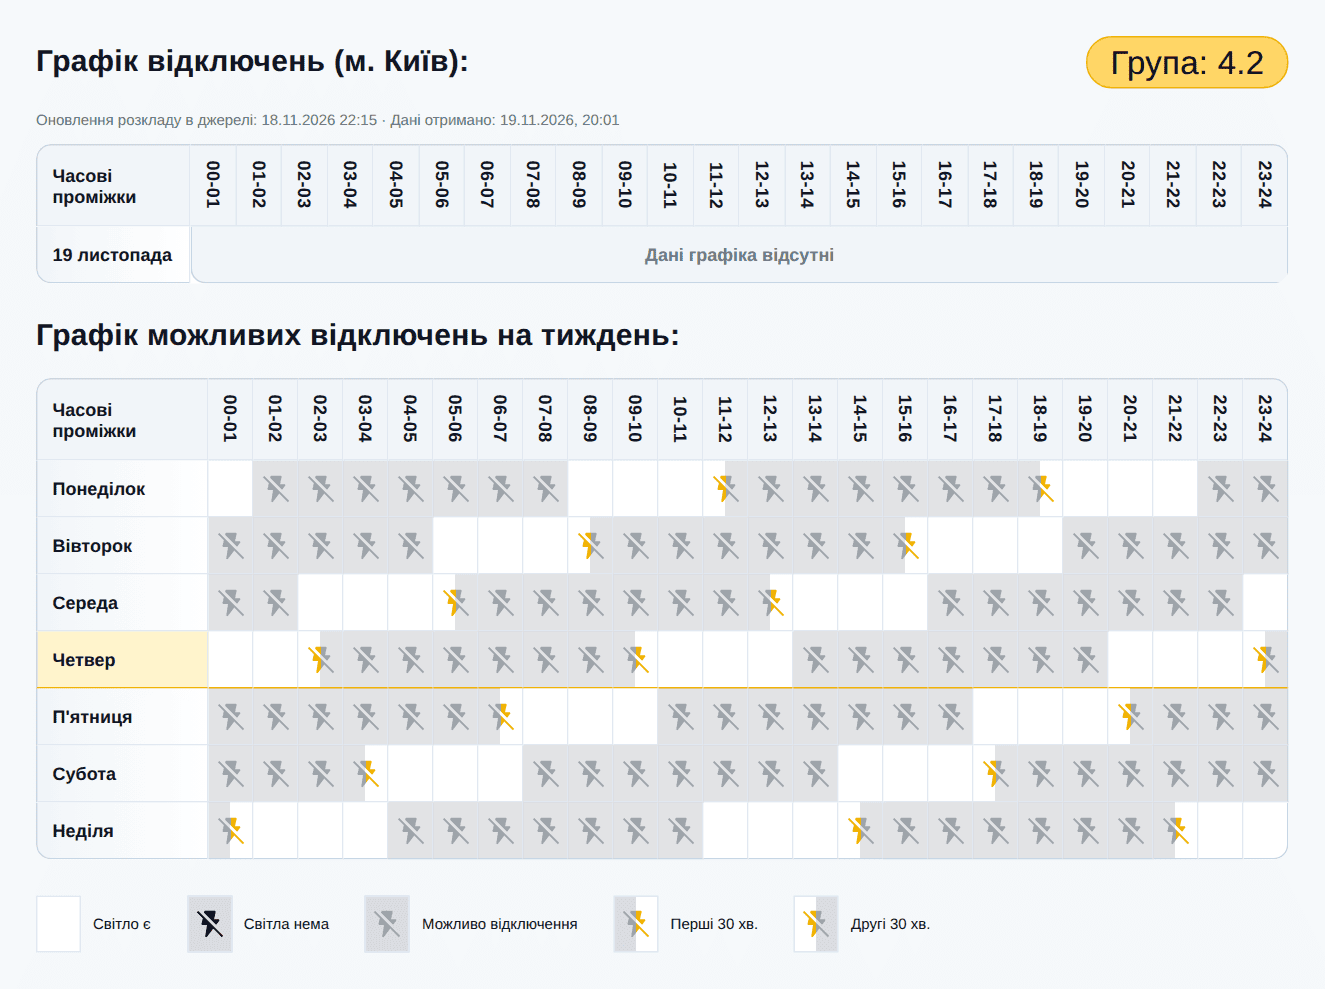 Графік відключень (м. Київ):
Група: 4.2
Оновлення розкладу в джерелі: 18.11.2026 22:15 · Дані отримано: 19.11.2026, 20:01
Часові проміжки 00-01 01-02 02-03 03-04 04-05 05-06 06-07 07-08 08-09 09-10 10-11 11-12 12-13 13-14 14-15 15-16 16-17 17-18 18-19 19-20 20-21 21-22 22-23 23-24
19 листопада Дані графіка відсутні
Графік можливих відключень на тиждень:
Часові проміжки 00-01 01-02 02-03 03-04 04-05 05-06 06-07 07-08 08-09 09-10 10-11 11-12 12-13 13-14 14-15 15-16 16-17 17-18 18-19 19-20 20-21 21-22 22-23 23-24
Понеділок
Вівторок
Середа
Четвер
П'ятниця
Субота
Неділя
Світло є Світла нема Можливо відключення Перші 30 хв. Другі 30 хв.